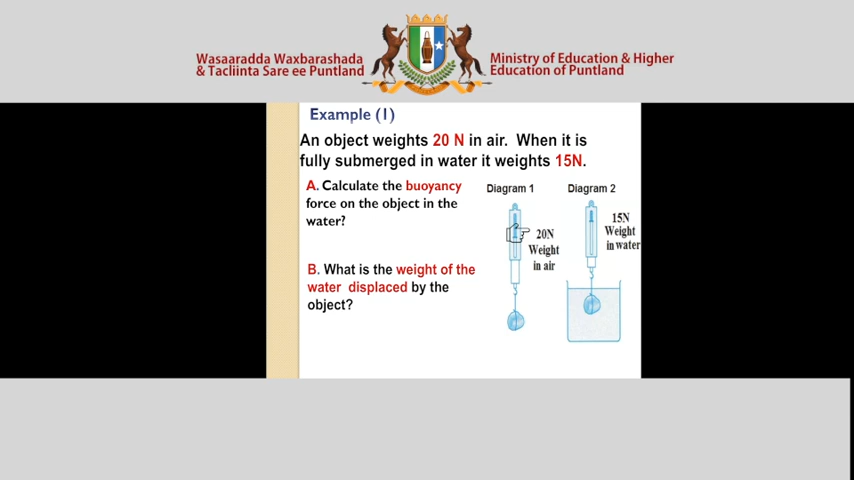 Wasaaradda Waxbarashada
& Tacliinta Sare ee Puntland
Ministry of Education & Higher
Education of Puntland
Example (1)
An object weights 20 N in air. When it is
fully submerged in water it weights 15N.
A. Calculate the buoyancy
force on the object in the
water?
B. What is the weight of the
water displaced by the
object?
Diagram 1
20N
Weight
in air
Diagram 2
15N
Weight
in water